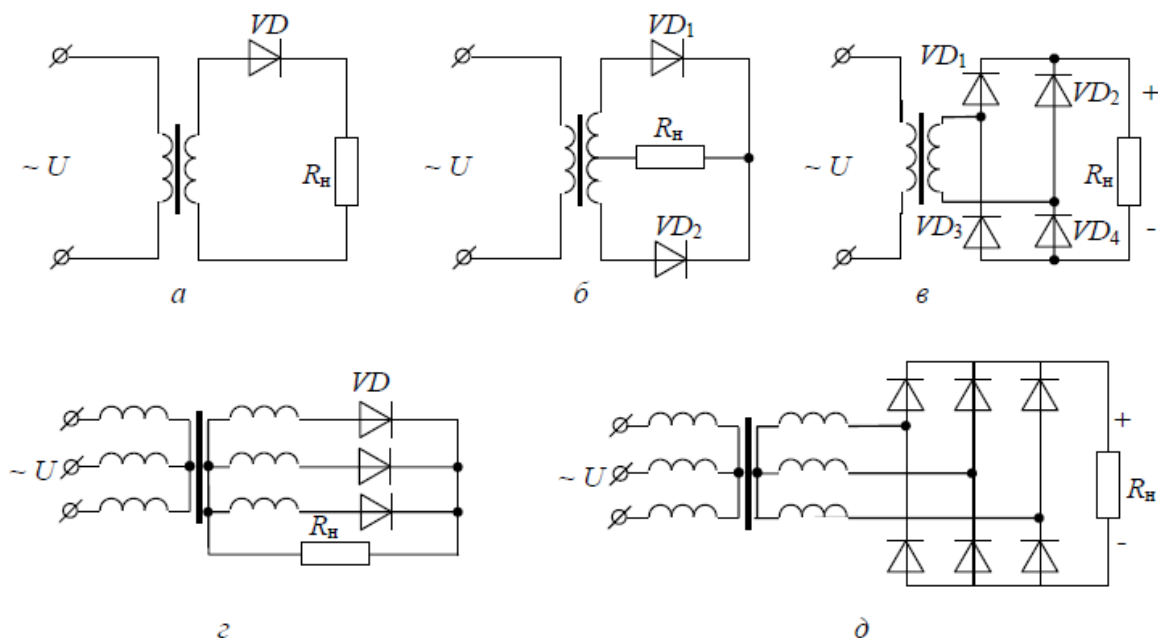 VD
~ U
Rн
а
VD1
Rн
~ U
VD2
б
VD1
VD2
+
~ U
Rн
VD3
VD4
-
в
VD
~ U
Rн
г
+
~ U
Rн
-
д